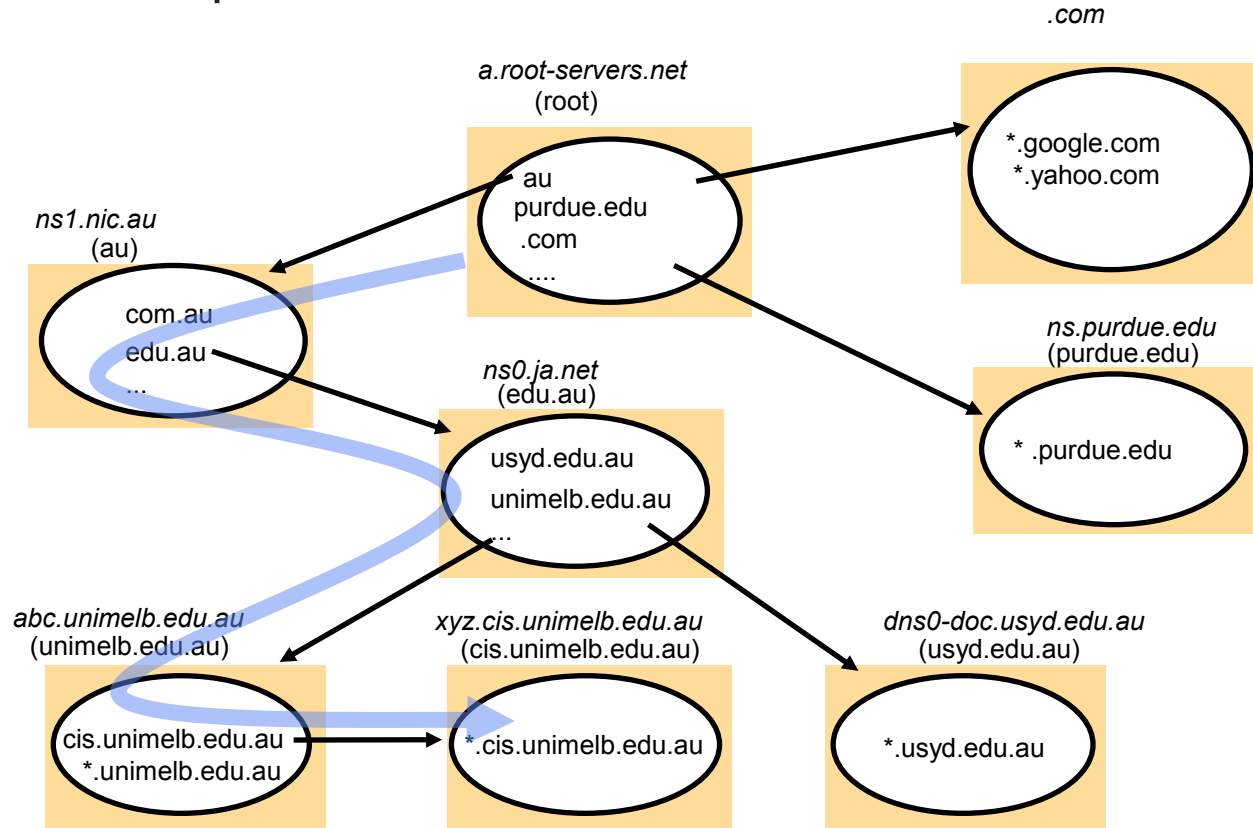 .com
a.root-servers.net
(root)
*.google.com
*.yahoo.com
au
purdue.edu
.com
....
ns1.nic.au
(au)
com.au
edu.au
...
ns.purdue.edu
(purdue.edu)
* .purdue.edu
ns0.ja.net
(edu.au)
usyd.edu.au
unimelb.edu.au
...
abc.unimelb.edu.au
(unimelb.edu.au)
cis.unimelb.edu.au
*.unimelb.edu.au
xyz.cis.unimelb.edu.au
(cis.unimelb.edu.au)
*.cis.unimelb.edu.au
dns0-doc.usyd.edu.au
(usyd.edu.au)
*.usyd.edu.au